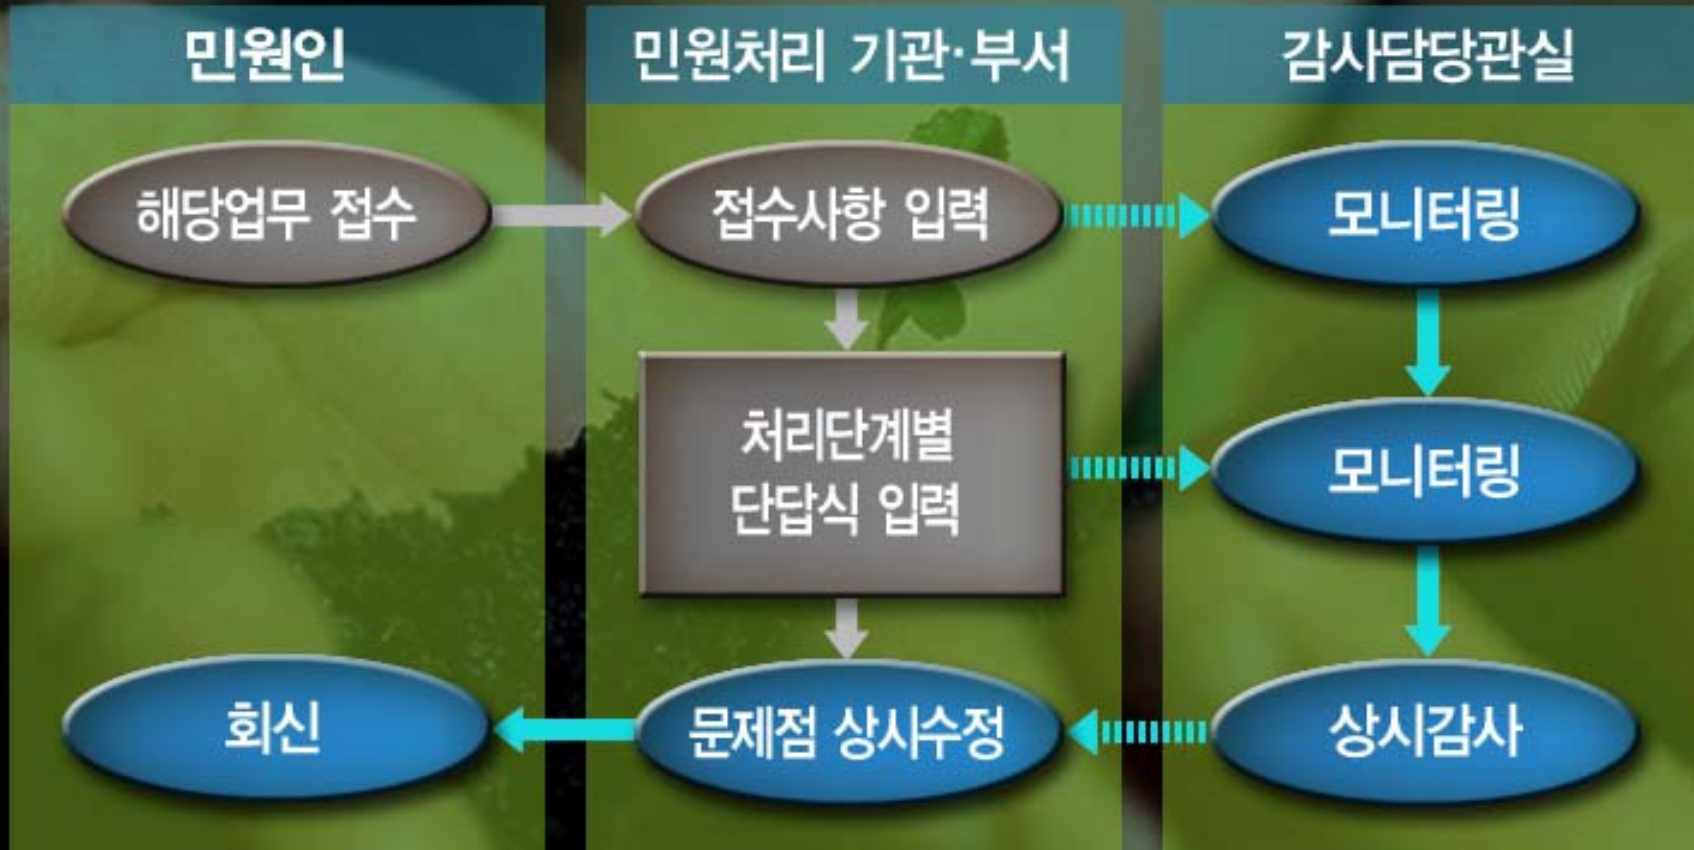 민원인
민원처리 기관·부서
감사담당관실
해당업무 접수
접수사항 입력
모니터링
처리단계별
단답식 입력
모니터링
회신
문제점 상시수정
상시감사